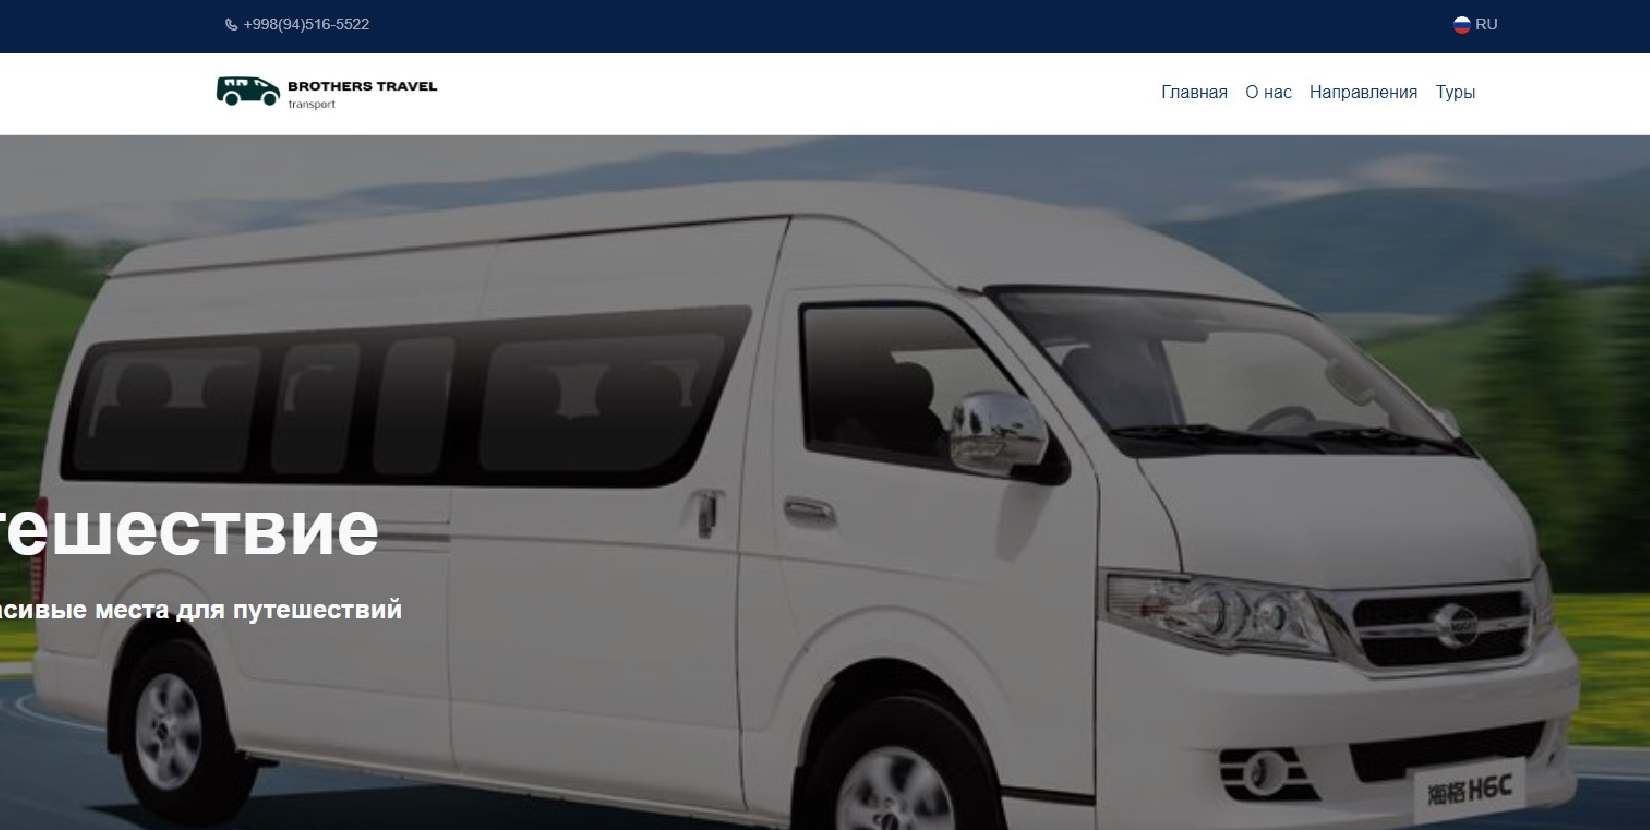 +998(94)516-5522
RU
BROTHERS TRAVEL
transport
Главная О нас Направления Туры
тешествие
асивые места для путешествий
海格 H6C